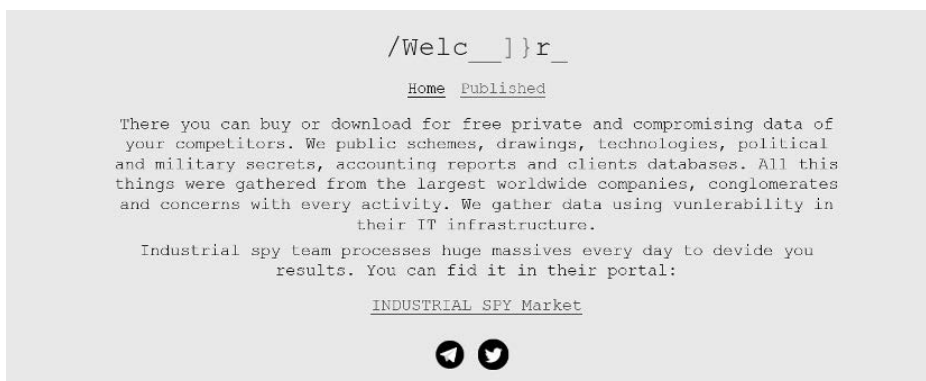 /Welc__]}r_
Home Published
There you can buy or download for free private and compromising data of
your competitors. We public schemes, drawings, technologies, political
and military secrets, accounting reports and clients databases. All this
things were gathered from the largest worldwide companies, conglomerates
and concerns with every activity. We gather data using vunlerability in
their IT infrastructure.
Industrial spy team processes huge massives every day to devide you
results. You can fid it in their portal:
INDUSTRIAL SPY Market